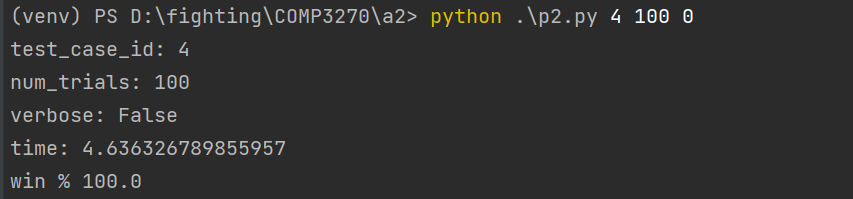 (venv) PS D:\fighting\COMP3270\a2> python .\p2.py 4 100 0
test_case_id: 4
num_trials: 100
verbose: False
time: 4.636326789855957
win % 100.0